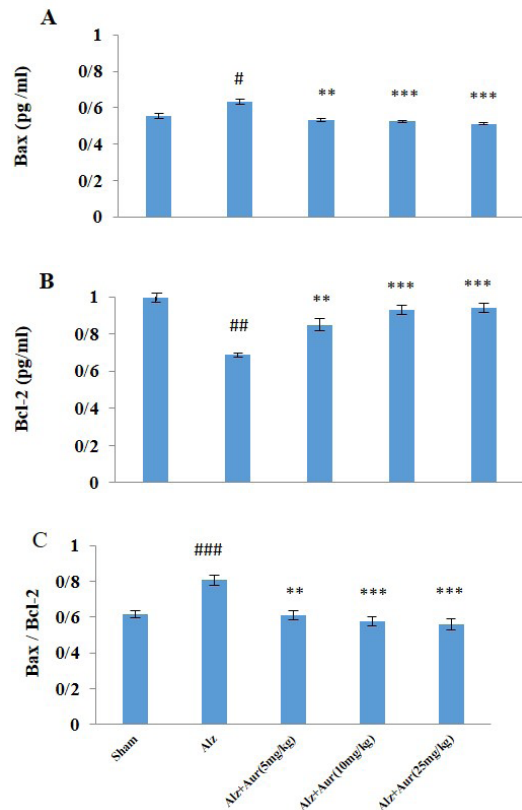 A
Bax (pg /ml)
1
0/8
0/6
0/4
0/2
0
#
**
***
***
B
Bcl-2 (pg/ml)
1
0/8
0/6
0/4
0/2
0
##
**
***
***
C
Bax / Bcl-2
1
0/8
0/6
0/4
0/2
0
###
**
***
***
Sham
Alz
Alz+Aur(5mg/kg)
Alz+Aur(10mg/kg)
Alz+Aur(25mg/kg)